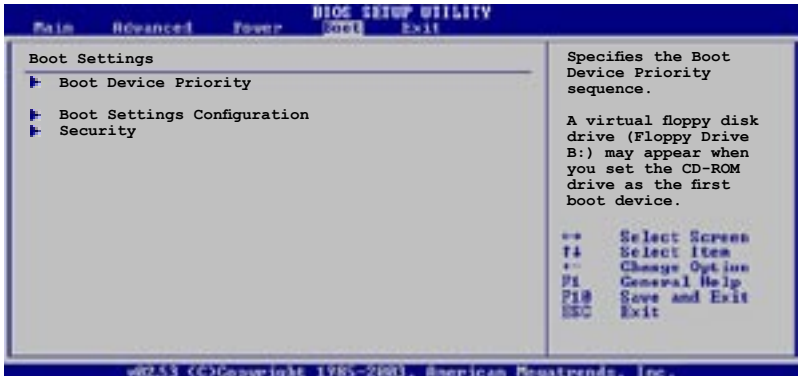 BIOS SETUP UTILITY
Main Advanced Power Boot Exit
Boot Settings
Boot Device Priority
Boot Settings Configuration
Security
Specifies the Boot
Device Priority
sequence.
A virtual floppy disk
drive (Floppy Drive
B:) may appear when
you set the CD-ROM
drive as the first
boot device.
←→ Select Screen
↑↓ Select Item
+- Change Option
F1 General Help
F10 Save and Exit
ESC Exit
v02.53 (C)Copyright 1985-2003, American Megatrends, Inc.